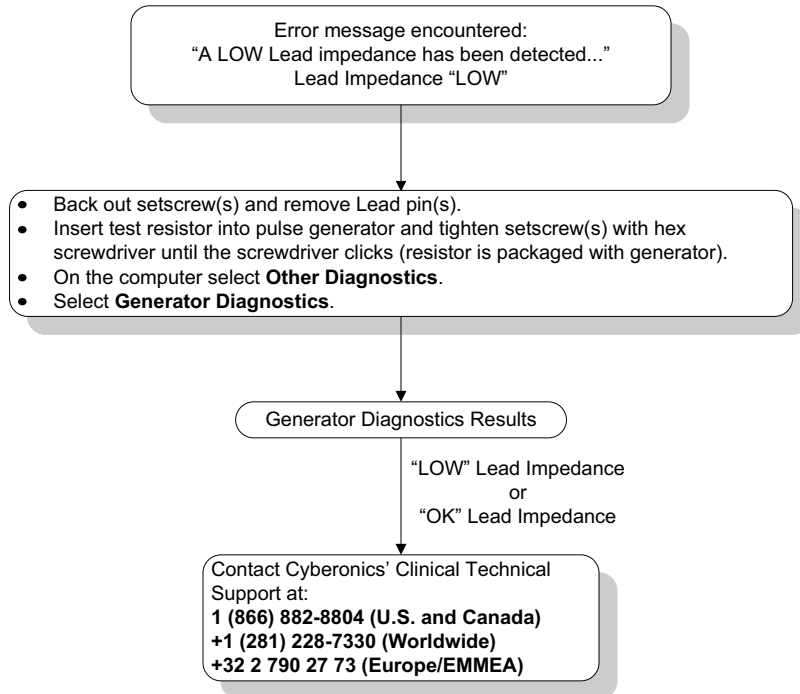 Error message encountered:
“A LOW Lead impedance has been detected...”
Lead Impedance “LOW”
• Back out setscrew(s) and remove Lead pin(s).
• Insert test resistor into pulse generator and tighten setscrew(s) with hex
screwdriver until the screwdriver clicks (resistor is packaged with generator).
• On the computer select Other Diagnostics.
• Select Generator Diagnostics.
Generator Diagnostics Results
“LOW” Lead Impedance
or
“OK” Lead Impedance
Contact Cyberonics’ Clinical Technical
Support at:
1 (866) 882-8804 (U.S. and Canada)
+1 (281) 228-7330 (Worldwide)
+32 2 790 27 73 (Europe/EMMEA)